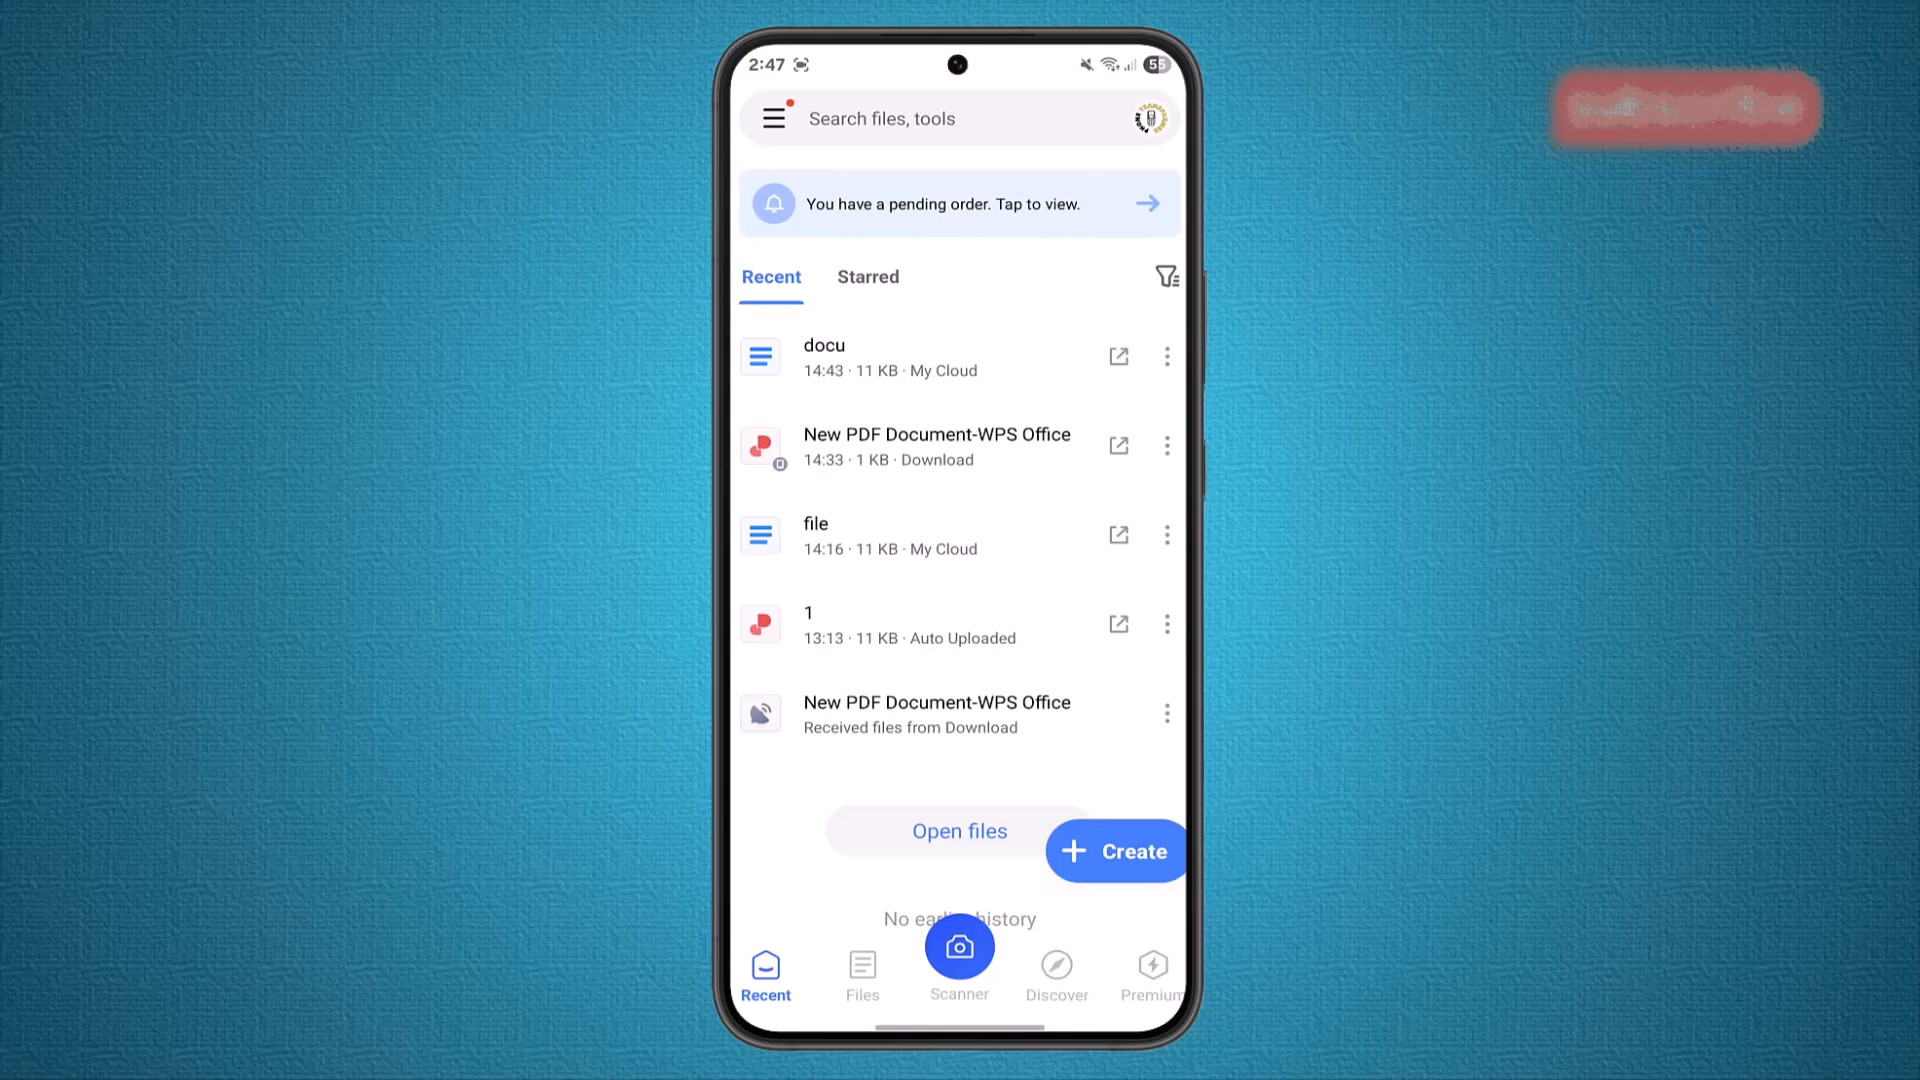 2:47
55
Search files, tools
You have a pending order. Tap to view.
Recent
Starred
docu
14:43 · 11 KB · My Cloud
New PDF Document-WPS Office
14:33 · 1 KB · Download
file
14:16 · 11 KB · My Cloud
1
13:13 · 11 KB · Auto Uploaded
New PDF Document-WPS Office
Received files from Download
Open files
Create
No history
Recent
Files
Scanner
Discover
Premium